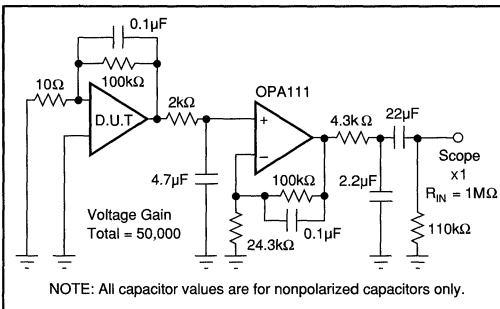 0.1µF
10Ω
100kΩ
D.U.T
2kΩ
4.7µF
OPA111
+
−
100kΩ
0.1µF
24.3kΩ
4.3kΩ
22µF
2.2µF
110kΩ
Scope
x1
R_IN = 1MΩ
Voltage Gain
Total = 50,000
NOTE: All capacitor values are for nonpolarized capacitors only.